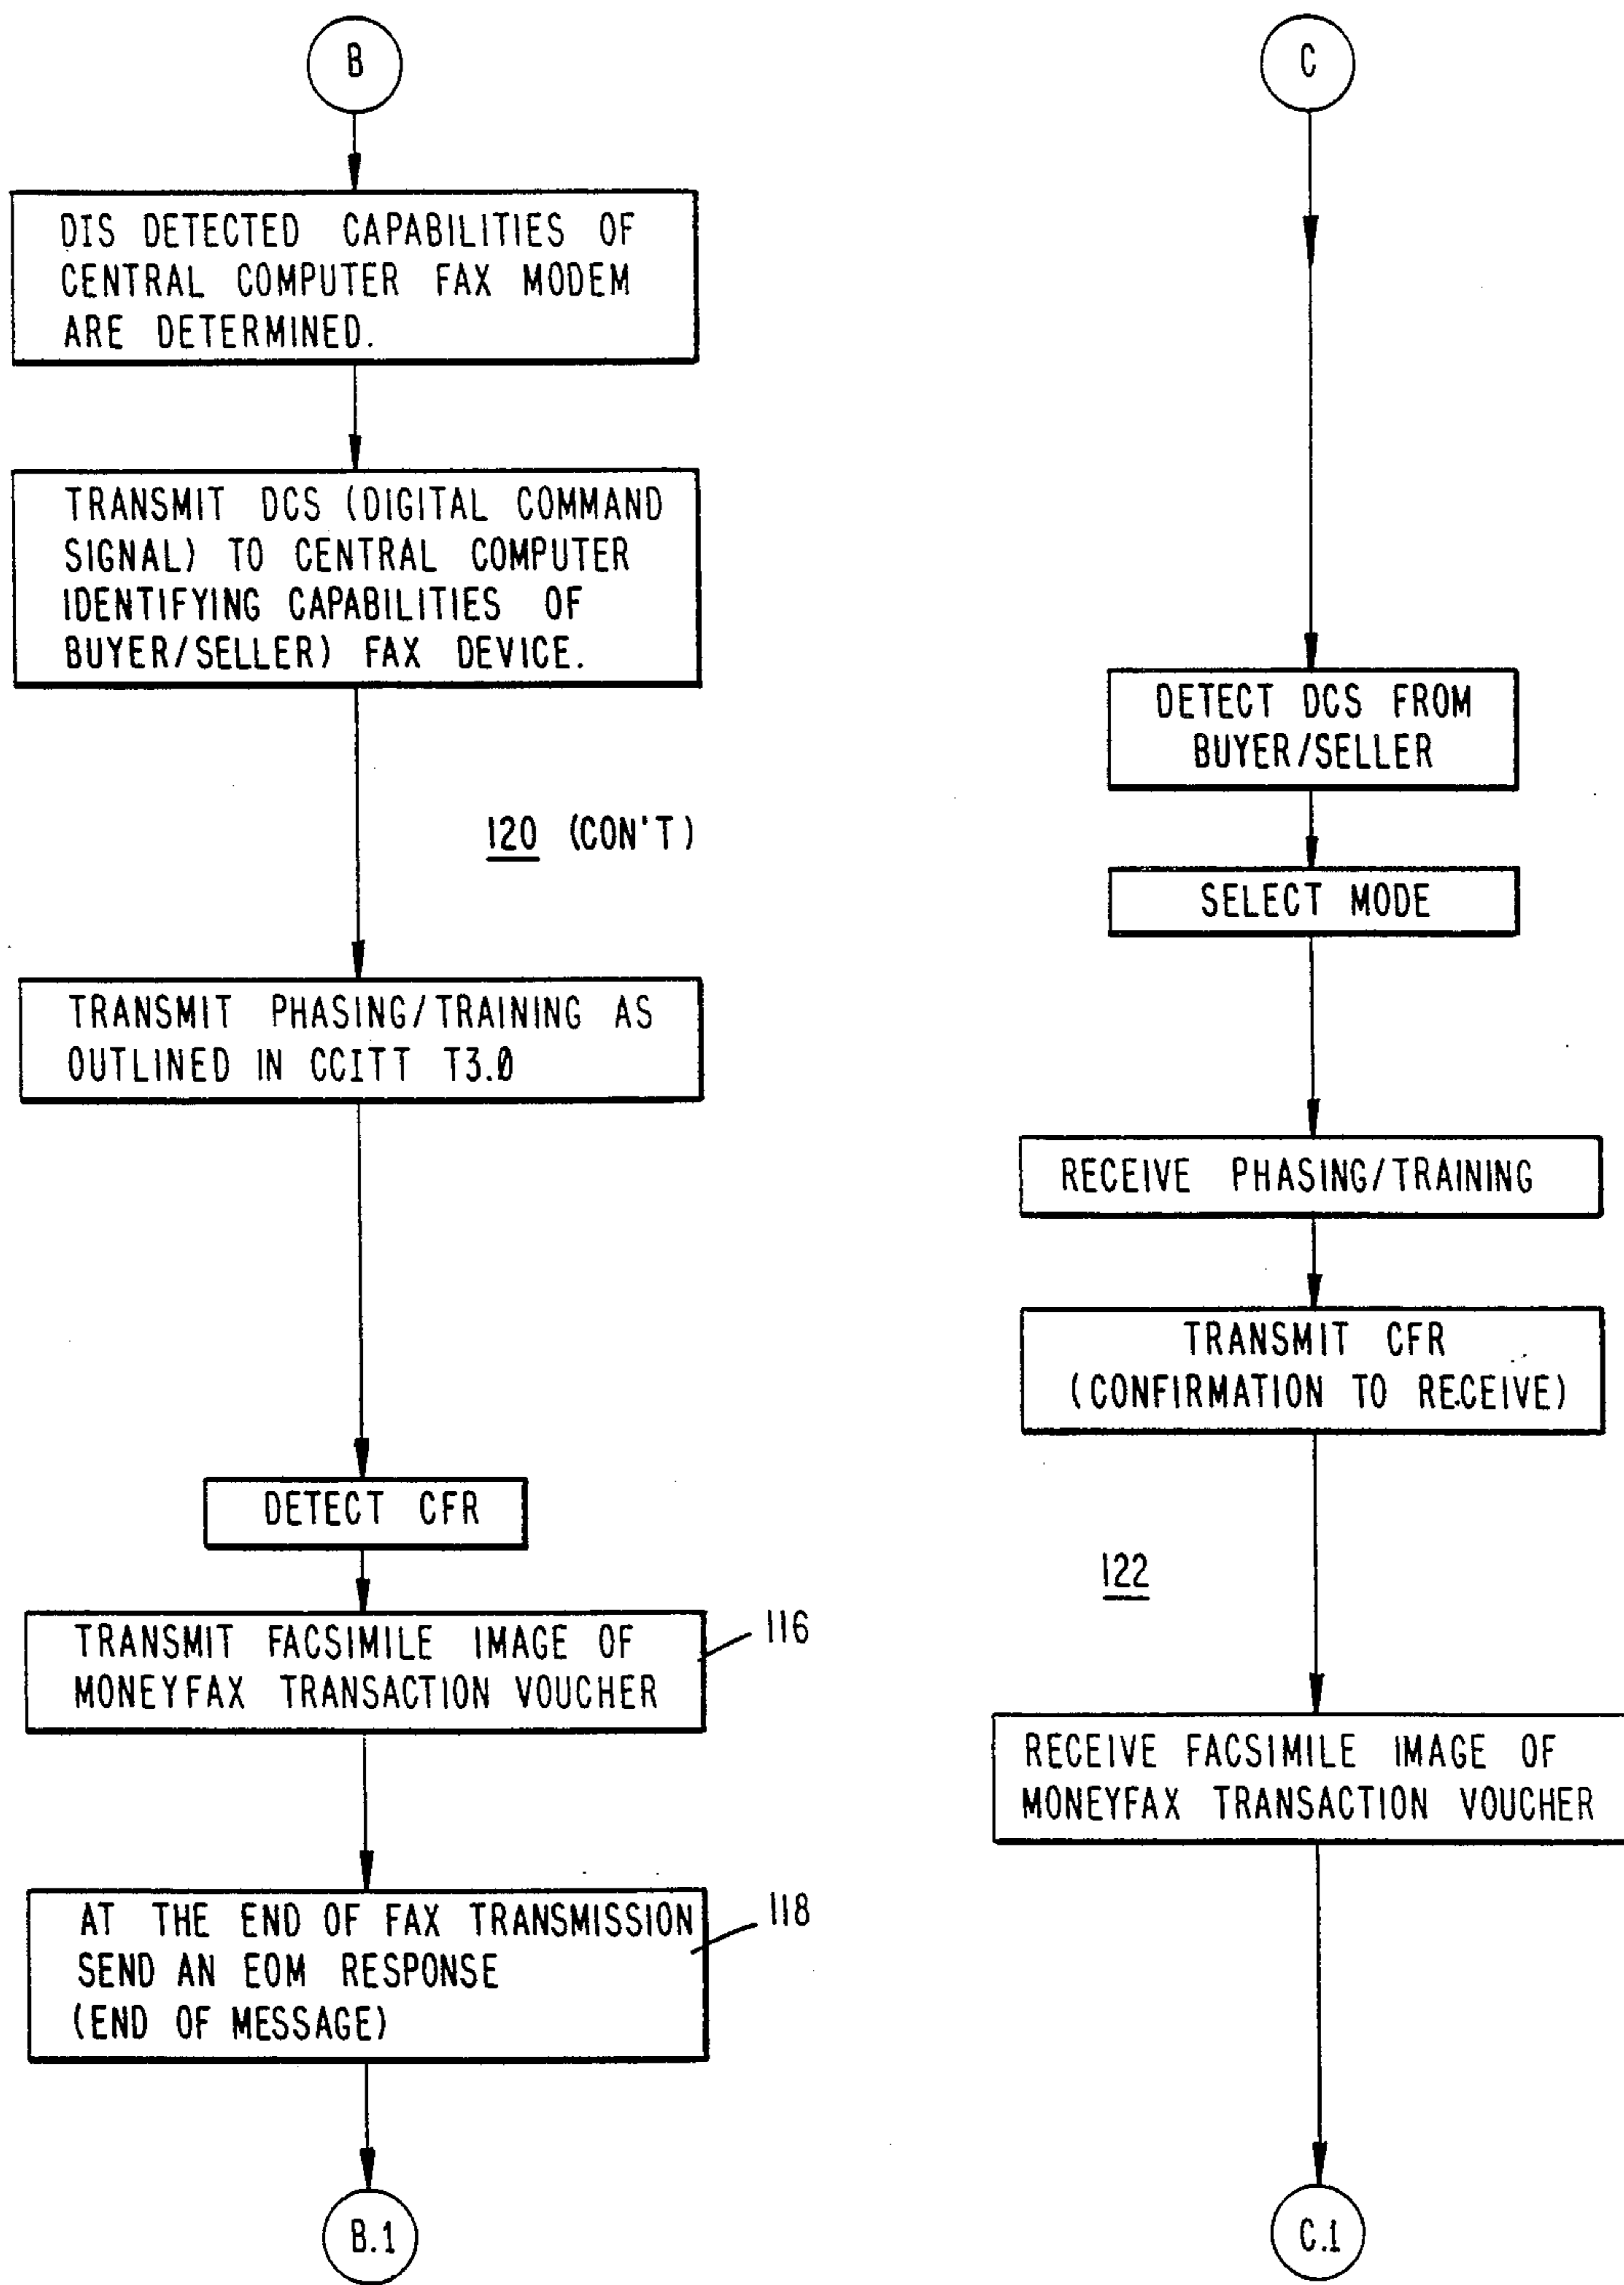 B
DIS DETECTED CAPABILITIES OF
CENTRAL COMPUTER FAX MODEM
ARE DETERMINED.
TRANSMIT DCS (DIGITAL COMMAND
SIGNAL) TO CENTRAL COMPUTER
IDENTIFYING CAPABILITIES OF
BUYER/SELLER) FAX DEVICE.
120 (CON'T)
TRANSMIT PHASING/TRAINING AS
OUTLINED IN CCITT T3.0
DETECT CFR
TRANSMIT FACSIMILE IMAGE OF
MONEYFAX TRANSACTION VOUCHER
116
AT THE END OF FAX TRANSMISSION
SEND AN EOM RESPONSE
(END OF MESSAGE)
118
B.1
C
DETECT DCS FROM
BUYER/SELLER
SELECT MODE
RECEIVE PHASING/TRAINING
TRANSMIT CFR
(CONFIRMATION TO RECEIVE)
122
RECEIVE FACSIMILE IMAGE OF
MONEYFAX TRANSACTION VOUCHER
C.1